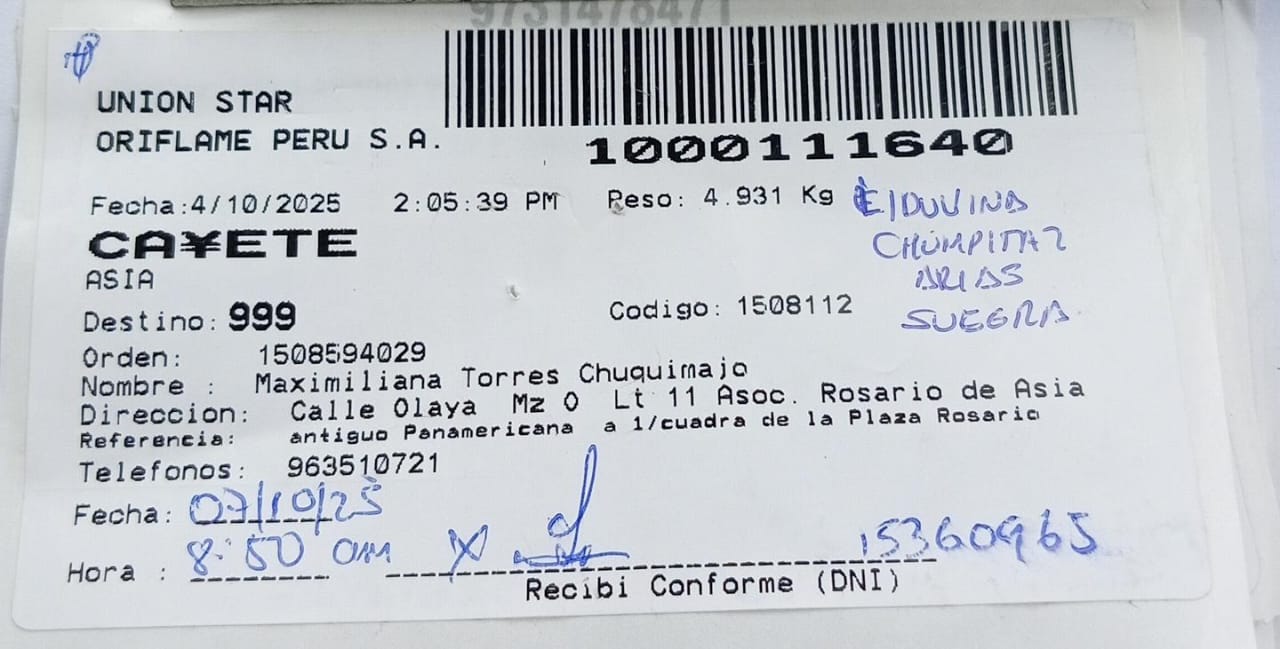 9731478471
UNION STAR
ORIFLAME PERU S.A.
1000111640
Fecha:4/10/2025 2:05:39 PM Peso: 4.931 Kg
CA¥ETE
ASIA
EIDUVINA
CHUMPITAZ
ARIAS
SUEGRA
Destino: 999 Codigo: 1508112
Orden: 1508594029
Nombre : Maximiliana Torres Chuquimajo
Direccion: Calle Olaya Mz O Lt 11 Asoc. Rosario de Asia
Referencia: antiguo Panamericana a 1/cuadra de la Plaza Rosario
Telefonos: 963510721
Fecha: 07/10/25
Hora : 8:50 am X 15360965
Recibi Conforme (DNI)